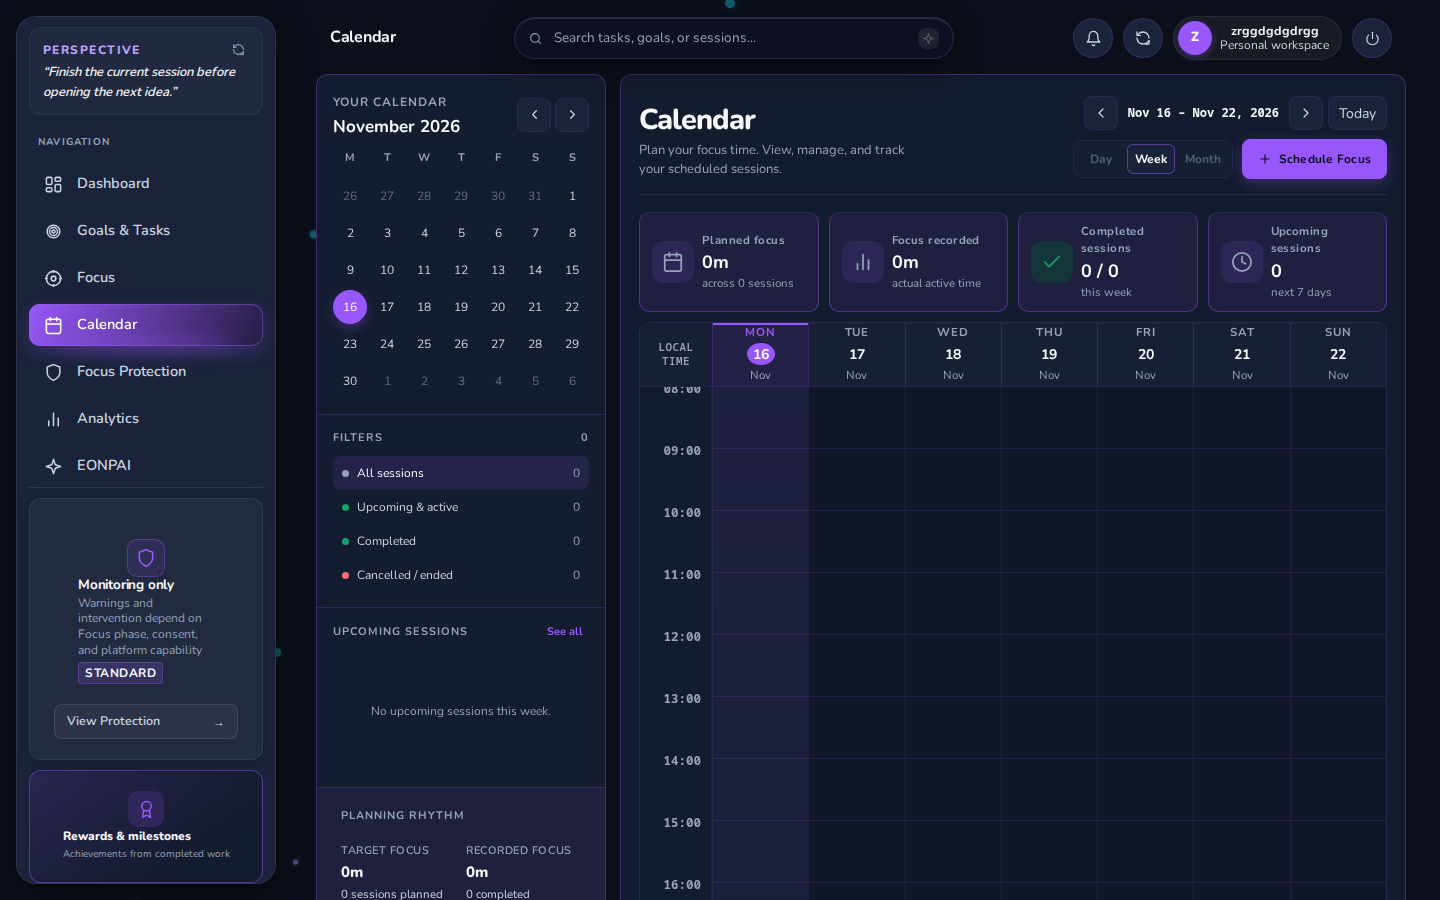 PERSPECTIVE
“Finish the current session before
opening the next idea.”
NAVIGATION
Dashboard
Goals & Tasks
Focus
Calendar
Focus Protection
Analytics
EONPAI
Monitoring only
Warnings and
intervention depend on
Focus phase, consent,
and platform capability
STANDARD
View Protection →
Rewards & milestones
Achievements from completed work
Calendar
Search tasks, goals, or sessions...
Z
zrggdgdgdrgg
Personal workspace
YOUR CALENDAR
November 2026
M T W T F S S
26 27 28 29 30 31 1
2 3 4 5 6 7 8
9 10 11 12 13 14 15
16 17 18 19 20 21 22
23 24 25 26 27 28 29
30 1 2 3 4 5 6
FILTERS 0
All sessions 0
Upcoming & active 0
Completed 0
Cancelled / ended 0
UPCOMING SESSIONS See all
No upcoming sessions this week.
PLANNING RHYTHM
TARGET FOCUS RECORDED FOCUS
0m 0m
0 sessions planned 0 completed
Calendar
Plan your focus time. View, manage, and track
your scheduled sessions.
Nov 16 - Nov 22, 2026
Today
Day Week Month
+ Schedule Focus
Planned focus
0m
across 0 sessions
Focus recorded
0m
actual active time
Completed
sessions
0 / 0
this week
Upcoming
sessions
0
next 7 days
LOCAL
TIME
MON TUE WED THU FRI SAT SUN
16 17 18 19 20 21 22
Nov Nov Nov Nov Nov Nov Nov
08:00
09:00
10:00
11:00
12:00
13:00
14:00
15:00
16:00